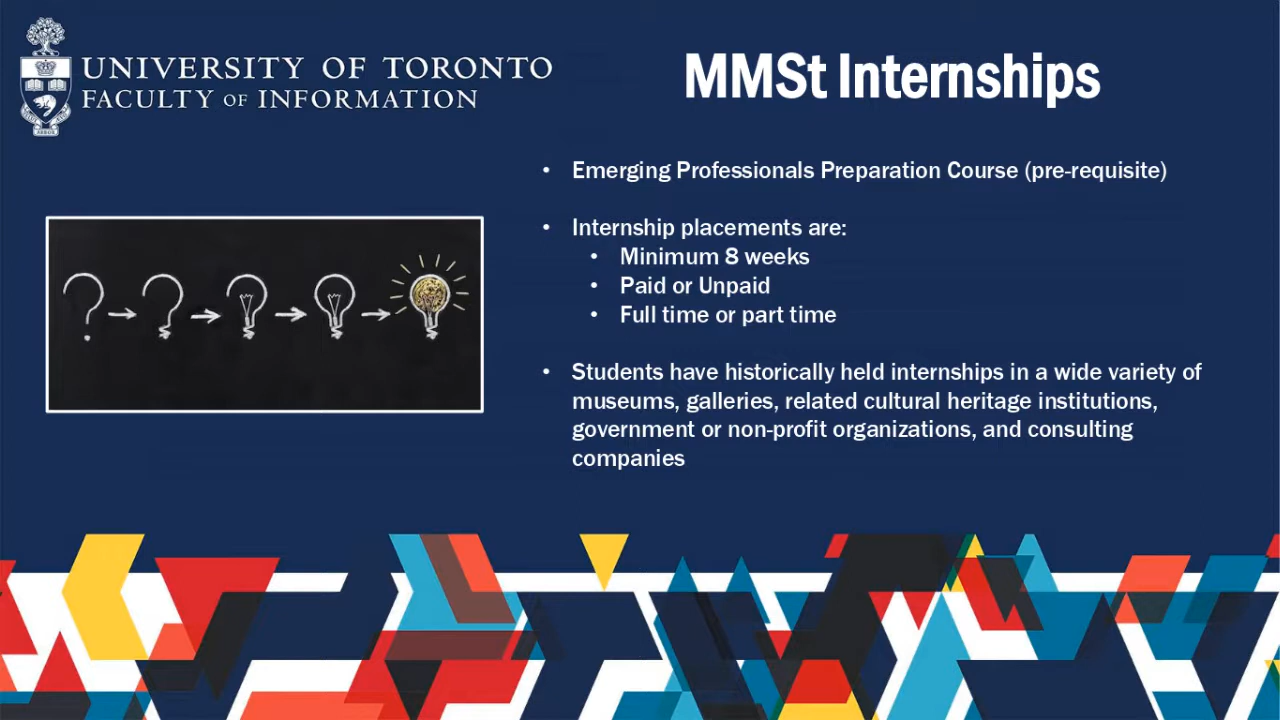 UNIVERSITY OF TORONTO
FACULTY OF INFORMATION
MMSt Internships
• Emerging Professionals Preparation Course (pre-requisite)
• Internship placements are:
• Minimum 8 weeks
• Paid or Unpaid
• Full time or part time
• Students have historically held internships in a wide variety of
museums, galleries, related cultural heritage institutions,
government or non-profit organizations, and consulting
companies